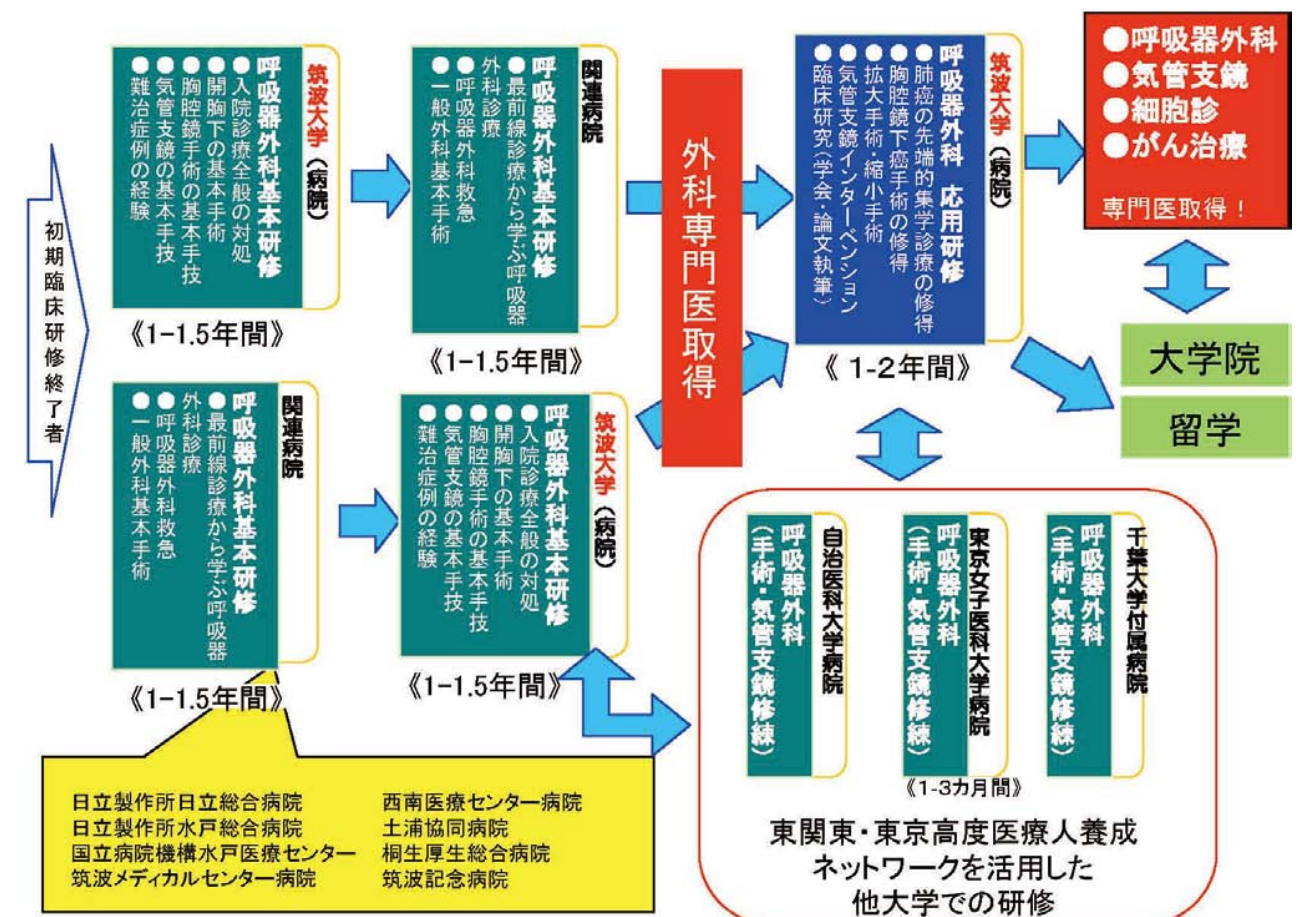 初期臨床研修終了者
筑波大学(病院)
呼吸器外科基本研修
●入院診療全般の対処
●開胸下の基本手術
●胸腔鏡手術の基本手技
●気管支鏡の基本手技
●難治症例の経験
《1-1.5年間》
関連病院
呼吸器外科基本研修
●最前線診療から学ぶ呼吸器
外科診療
●呼吸器外科救急
●一般外科基本手術
《1-1.5年間》
関連病院
呼吸器外科基本研修
●最前線診療から学ぶ呼吸器
外科診療
●呼吸器外科救急
●一般外科基本手術
《1-1.5年間》
筑波大学(病院)
呼吸器外科基本研修
●入院診療全般の対処
●開胸下の基本手術
●胸腔鏡手術の基本手技
●気管支鏡の基本手技
●難治症例の経験
《1-1.5年間》
外科専門医取得
筑波大学(病院)
呼吸器外科 応用研修
●肺癌の先端的集学診療の修得
●胸腔鏡下癌手術の修得
●拡大手術・縮小手術
●気管支鏡インターベンション
●臨床研究(学会・論文執筆)
《 1-2年間》
●呼吸器外科
●気管支鏡
●細胞診
●がん治療
専門医取得!
大学院
留学
自治医科大学病院
呼吸器外科
(手術・気管支鏡修練)
東京女子医科大学病院
呼吸器外科
(手術・気管支鏡修練)
千葉大学付属病院
呼吸器外科
(手術・気管支鏡修練)
《1-3カ月間》
東関東・東京高度医療人養成
ネットワークを活用した
他大学での研修
日立製作所日立総合病院
日立製作所水戸総合病院
国立病院機構水戸医療センター
筑波メディカルセンター病院
西南医療センター病院
土浦協同病院
桐生厚生総合病院
筑波記念病院